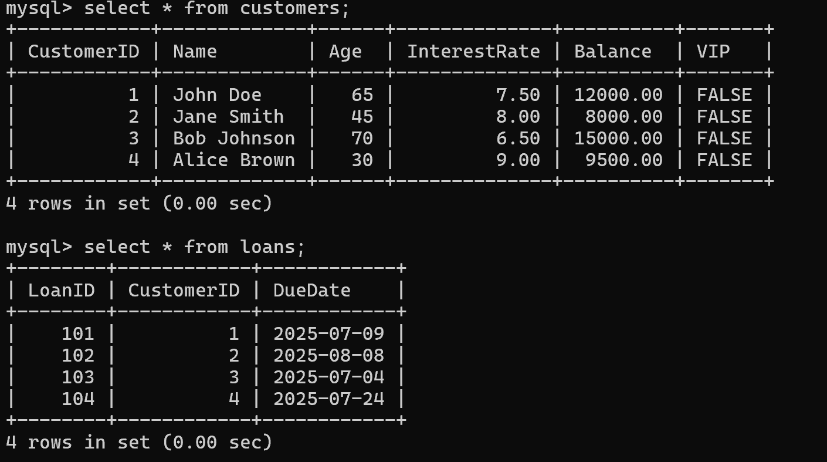 mysql> select * from customers;
+------------+-------------+------+--------------+----------+-------+
| CustomerID | Name        | Age  | InterestRate | Balance  | VIP   |
+------------+-------------+------+--------------+----------+-------+
|          1 | John Doe    |   65 |         7.50 | 12000.00 | FALSE |
|          2 | Jane Smith  |   45 |         8.00 |  8000.00 | FALSE |
|          3 | Bob Johnson |   70 |         6.50 | 15000.00 | FALSE |
|          4 | Alice Brown |   30 |         9.00 |  9500.00 | FALSE |
+------------+-------------+------+--------------+----------+-------+
4 rows in set (0.00 sec)

mysql> select * from loans;
+--------+------------+------------+
| LoanID | CustomerID | DueDate    |
+--------+------------+------------+
|    101 |          1 | 2025-07-09 |
|    102 |          2 | 2025-08-08 |
|    103 |          3 | 2025-07-04 |
|    104 |          4 | 2025-07-24 |
+--------+------------+------------+
4 rows in set (0.00 sec)